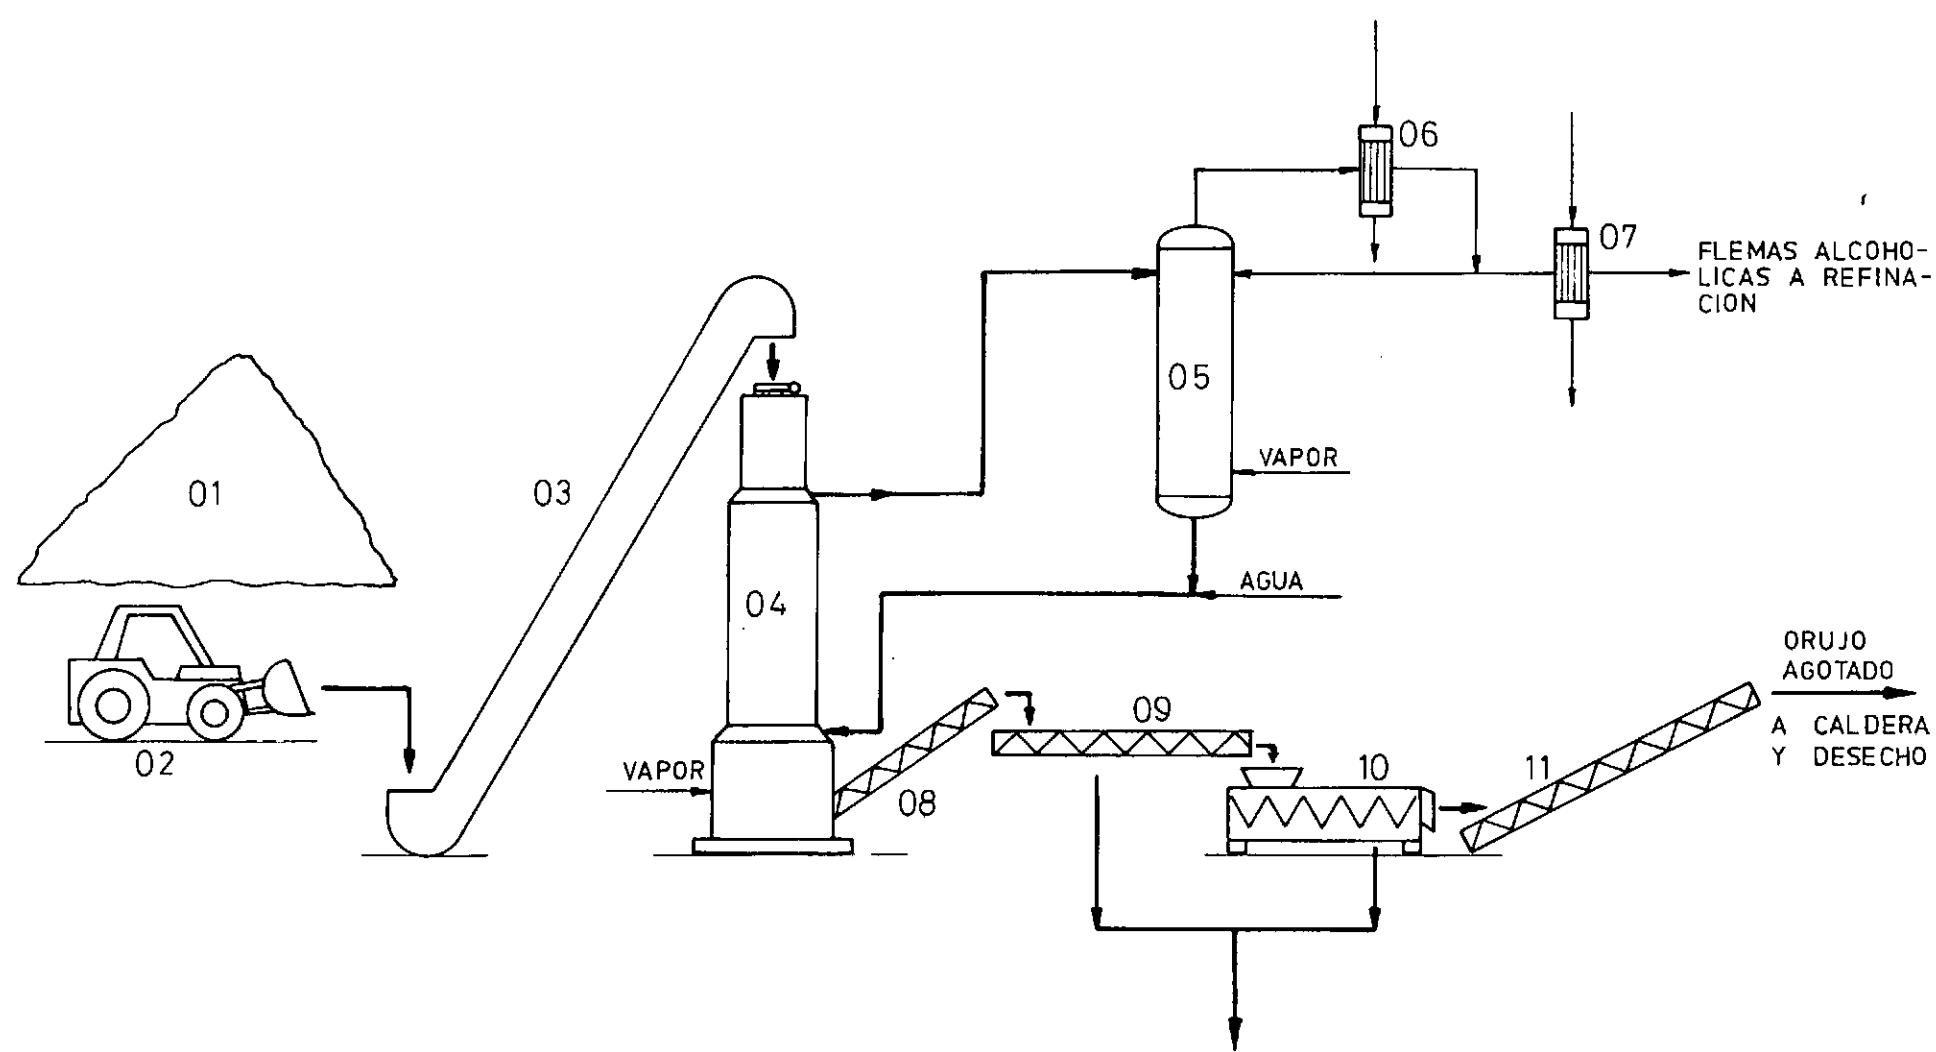 06
07
FLEMAS ALCOHO-
LICAS A REFINA-
CION
05
01
03
VAPOR
04
AGUA
ORUJO
AGOTADO
02
VAPOR
08
09
10
11
A CALDERA
Y DESECHO